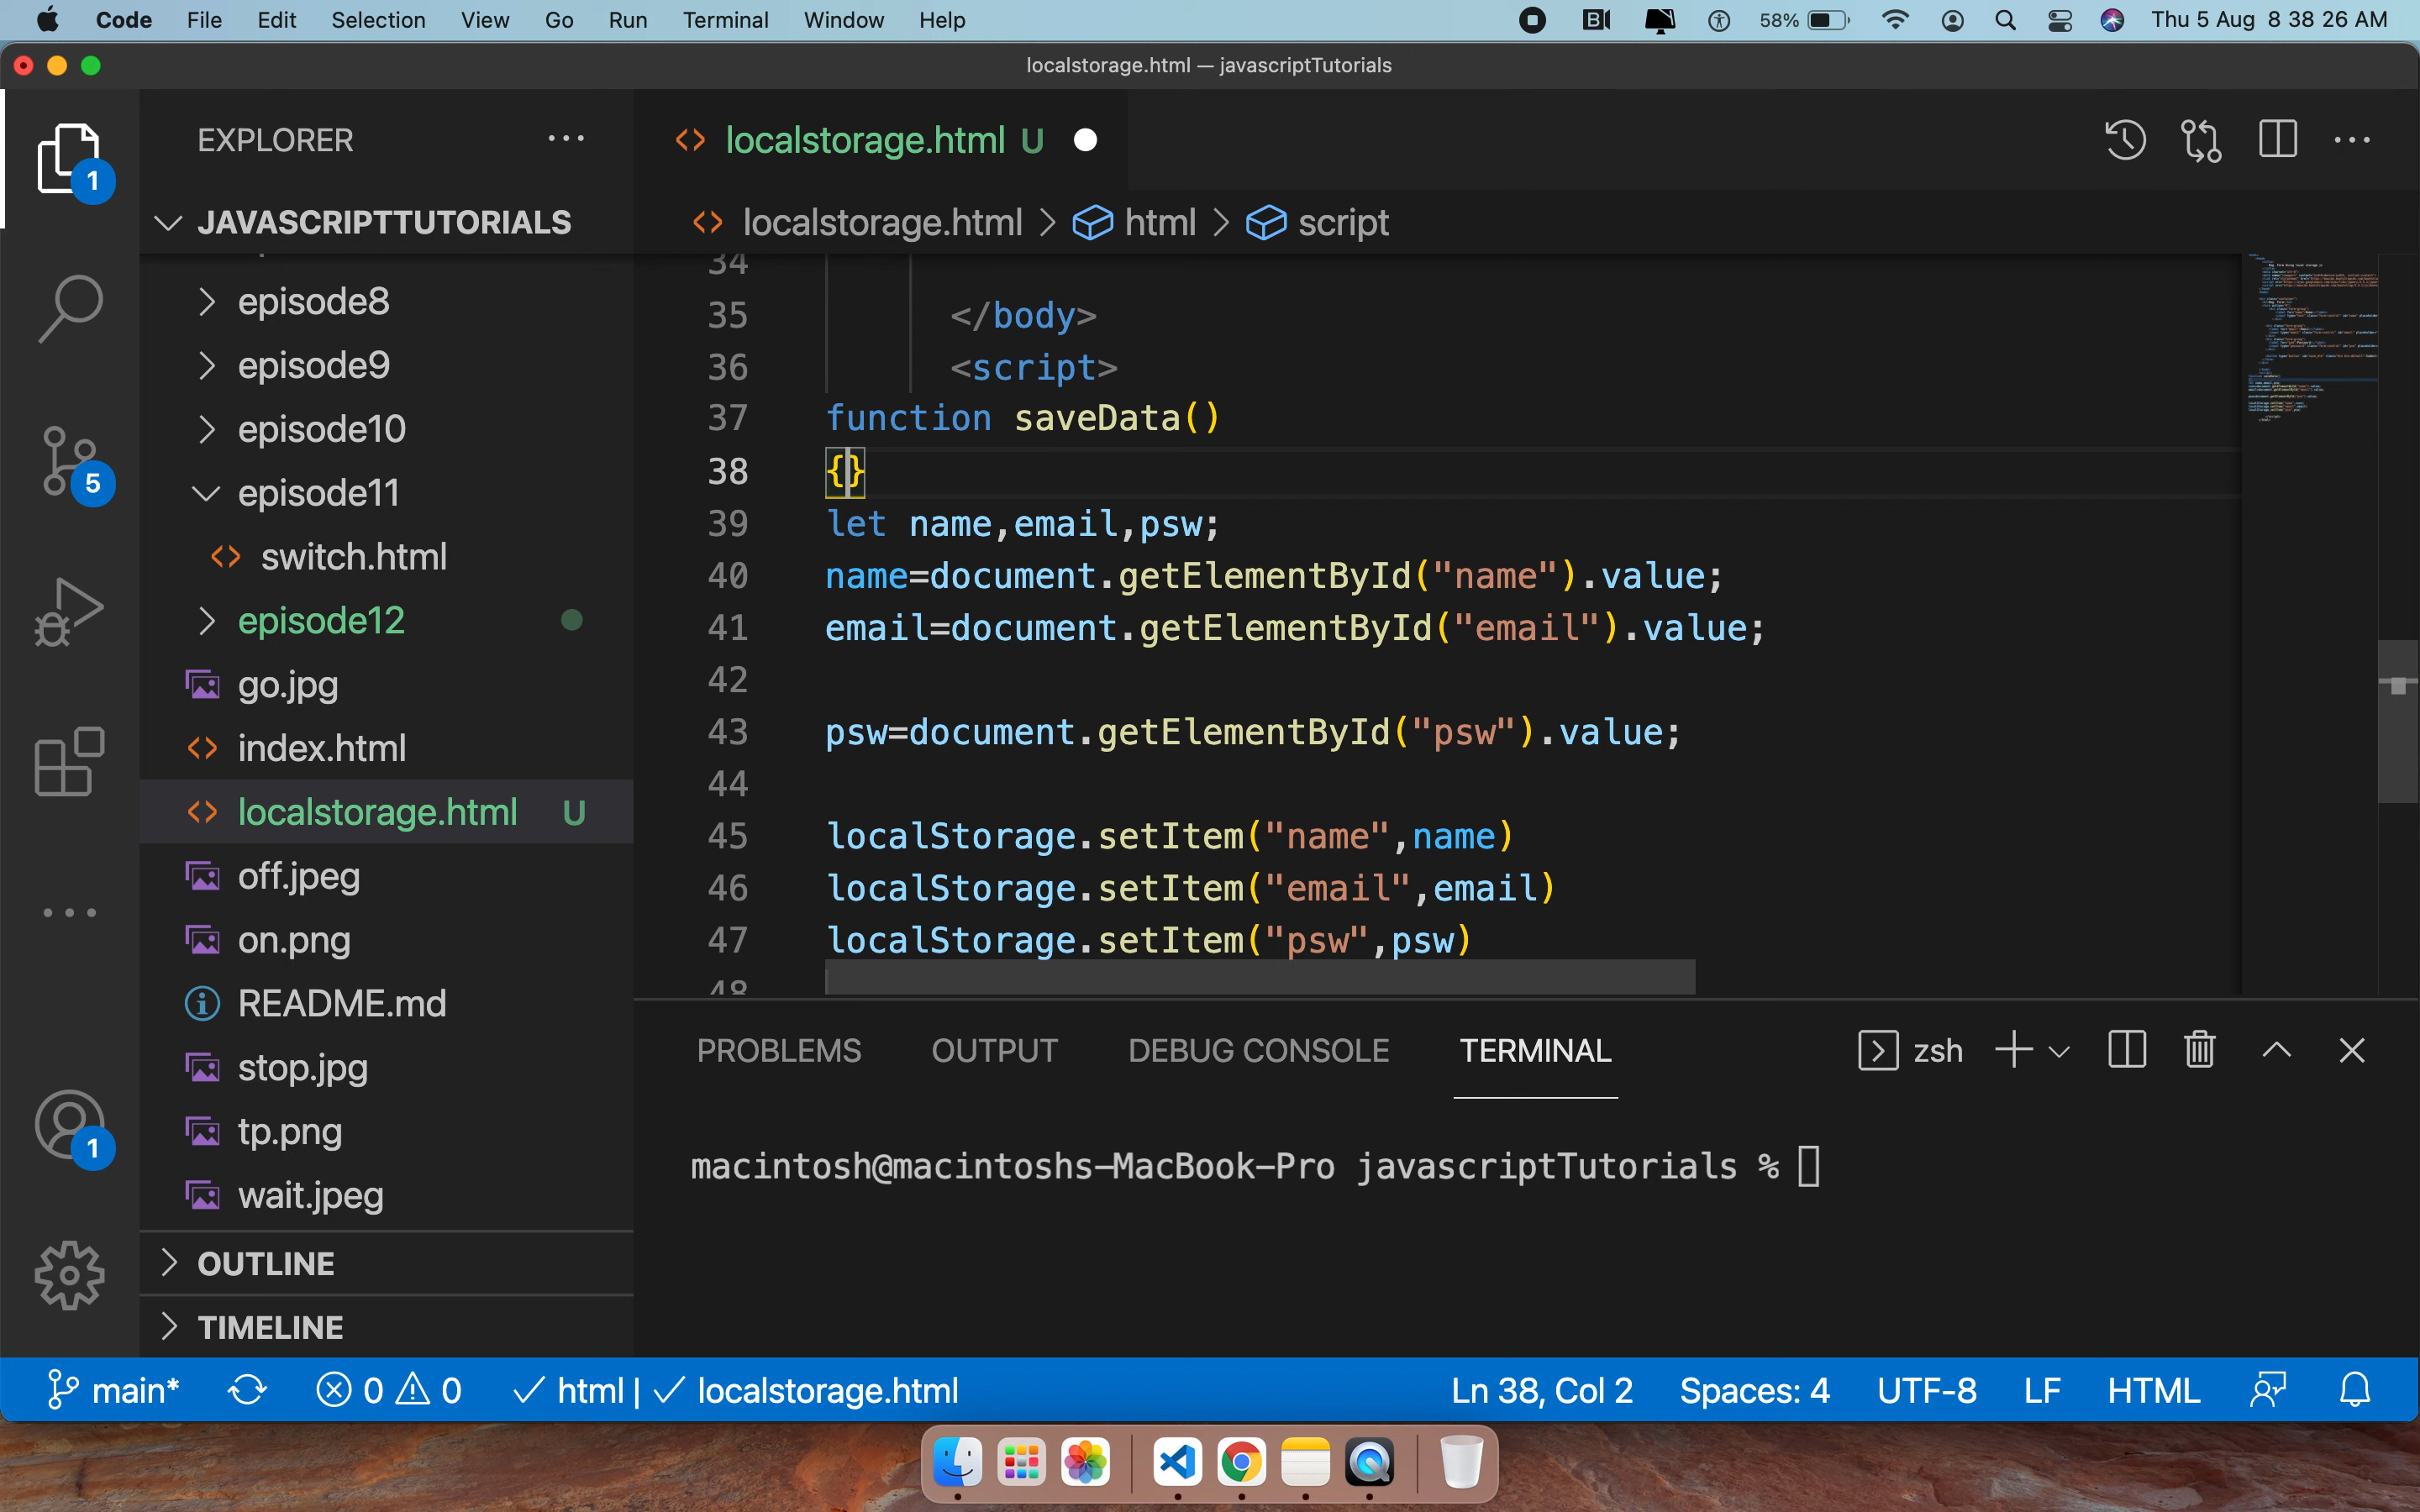 Code File Edit Selection View Go Run Terminal Window Help 58% Thu 5 Aug 8 38 26 AM
localstorage.html — javascriptTutorials
1
5
1
EXPLORER
JAVASCRIPTTUTORIALS
episode8
episode9
episode10
episode11
switch.html
episode12
go.jpg
index.html
localstorage.html U
off.jpeg
on.png
README.md
stop.jpg
tp.png
wait.jpeg
OUTLINE
TIMELINE
localstorage.html U
localstorage.html > html > script
34
35 </body>
36 <script>
37 function saveData()
38 {}
39 let name,email,psw;
40 name=document.getElementById("name").value;
41 email=document.getElementById("email").value;
42
43 psw=document.getElementById("psw").value;
44
45 localStorage.setItem("name",name)
46 localStorage.setItem("email",email)
47 localStorage.setItem("psw",psw)
48
PROBLEMS OUTPUT DEBUG CONSOLE TERMINAL zsh
macintosh@macintoshs-MacBook-Pro javascriptTutorials %
main* 0 0 html | localstorage.html Ln 38, Col 2 Spaces: 4 UTF-8 LF HTML